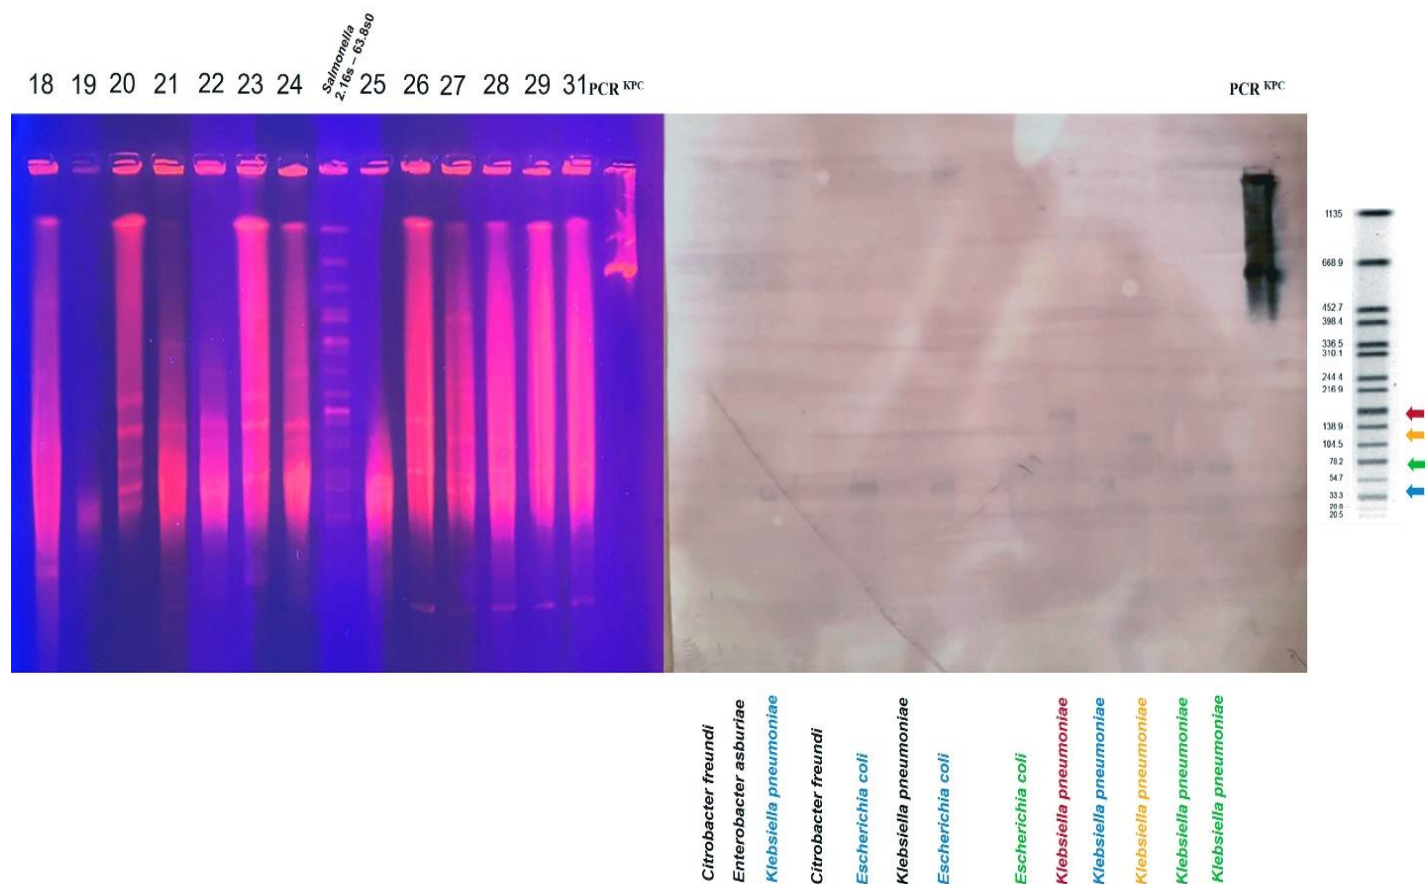 18 19 20 21 22 23 24
Salmonella
2.16s – 63.8s0
25 26 27 28 29 31 PCR KPC
PCR KPC
1135
668.9
452.7
398.4
336.5
310.1
244.4
216.9
138.9
104.5
78.2
54.7
33.3
20.5
Citrobacter freundi
Enterobacter asburiae
Klebsiella pneumoniae
Citrobacter freundi
Escherichia coli
Klebsiella pneumoniae
Escherichia coli
Escherichia coli
Klebsiella pneumoniae
Klebsiella pneumoniae
Klebsiella pneumoniae
Klebsiella pneumoniae
Klebsiella pneumoniae